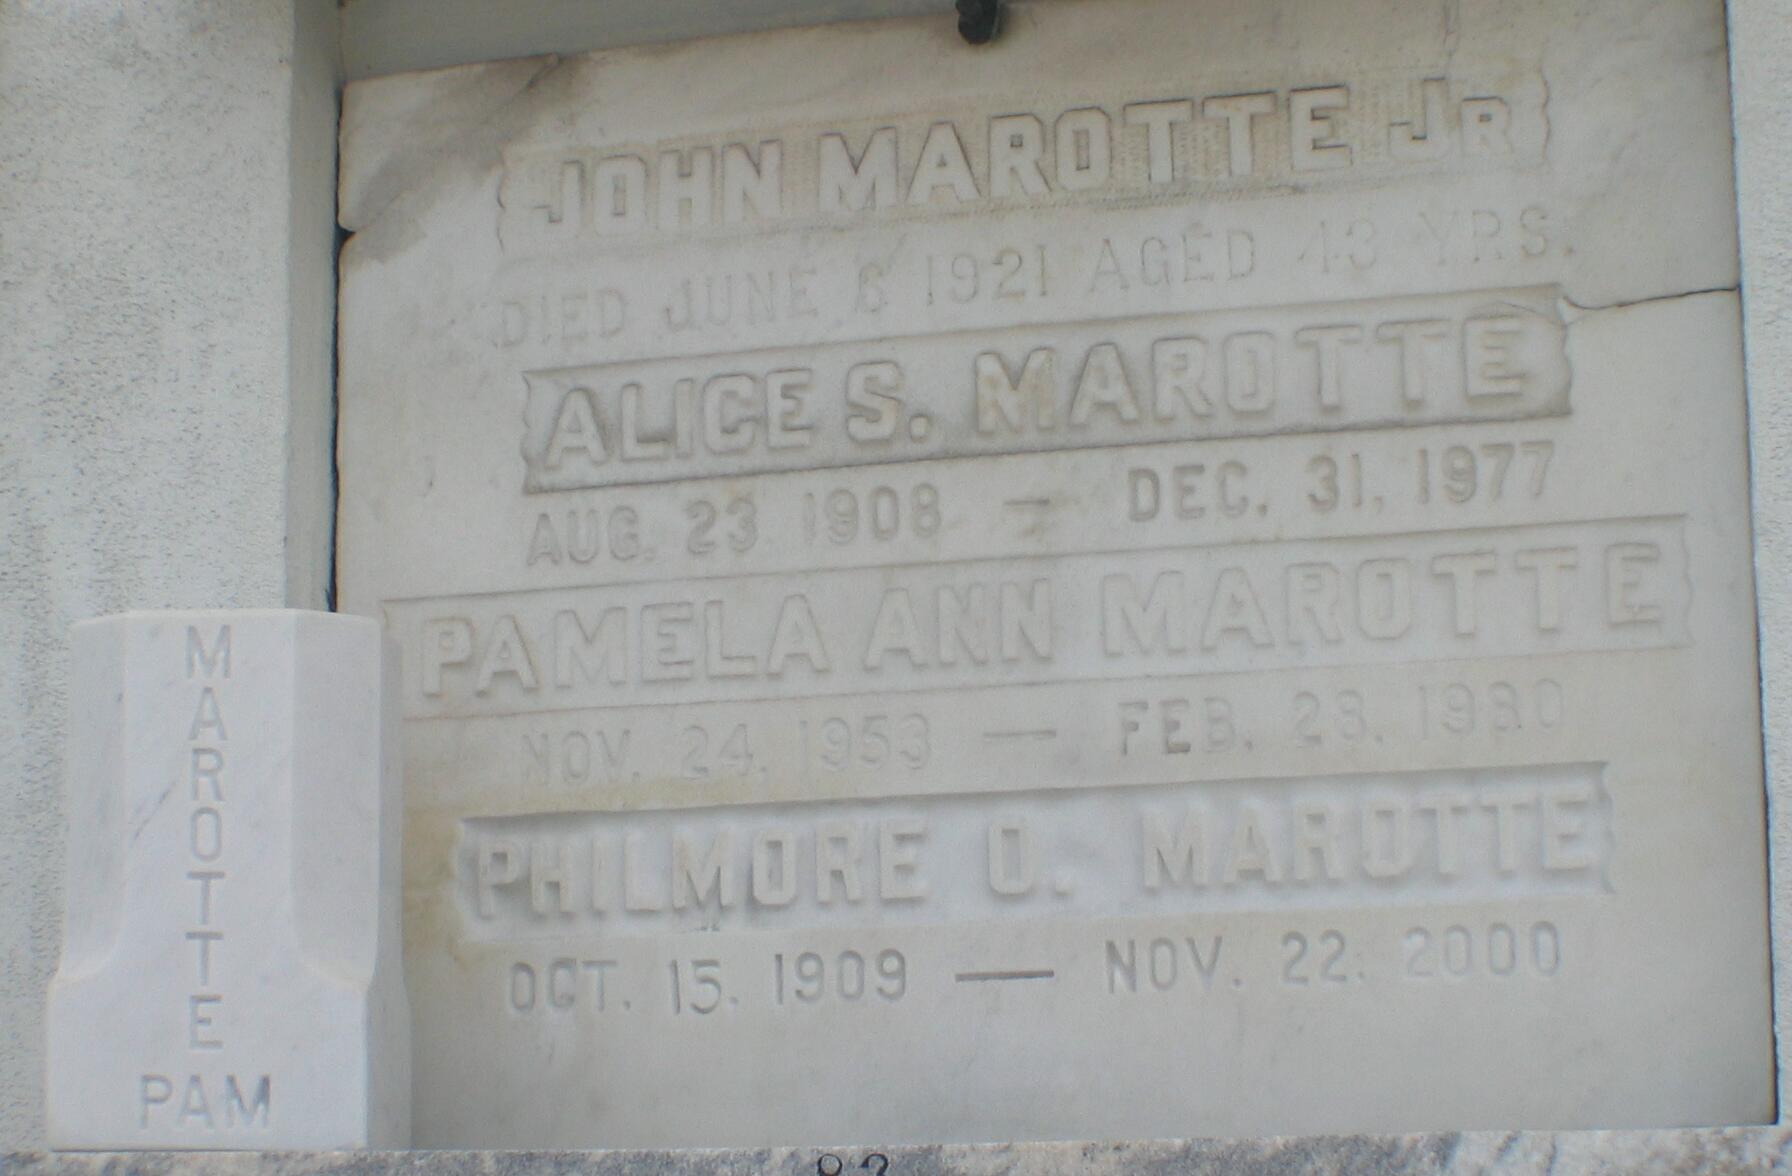 JOHN MAROTTE JR
DIED JUNE 6 1921 AGED 43 YRS.
ALICE S. MAROTTE
AUG. 23 1908 — DEC. 31, 1977
PAMELA ANN MAROTTE
NOV. 24. 1953 — FEB. 28. 1980
PHILMORE O. MAROTTE
OCT. 15. 1909 — NOV. 22. 2000
MAROTTE
PAM
82